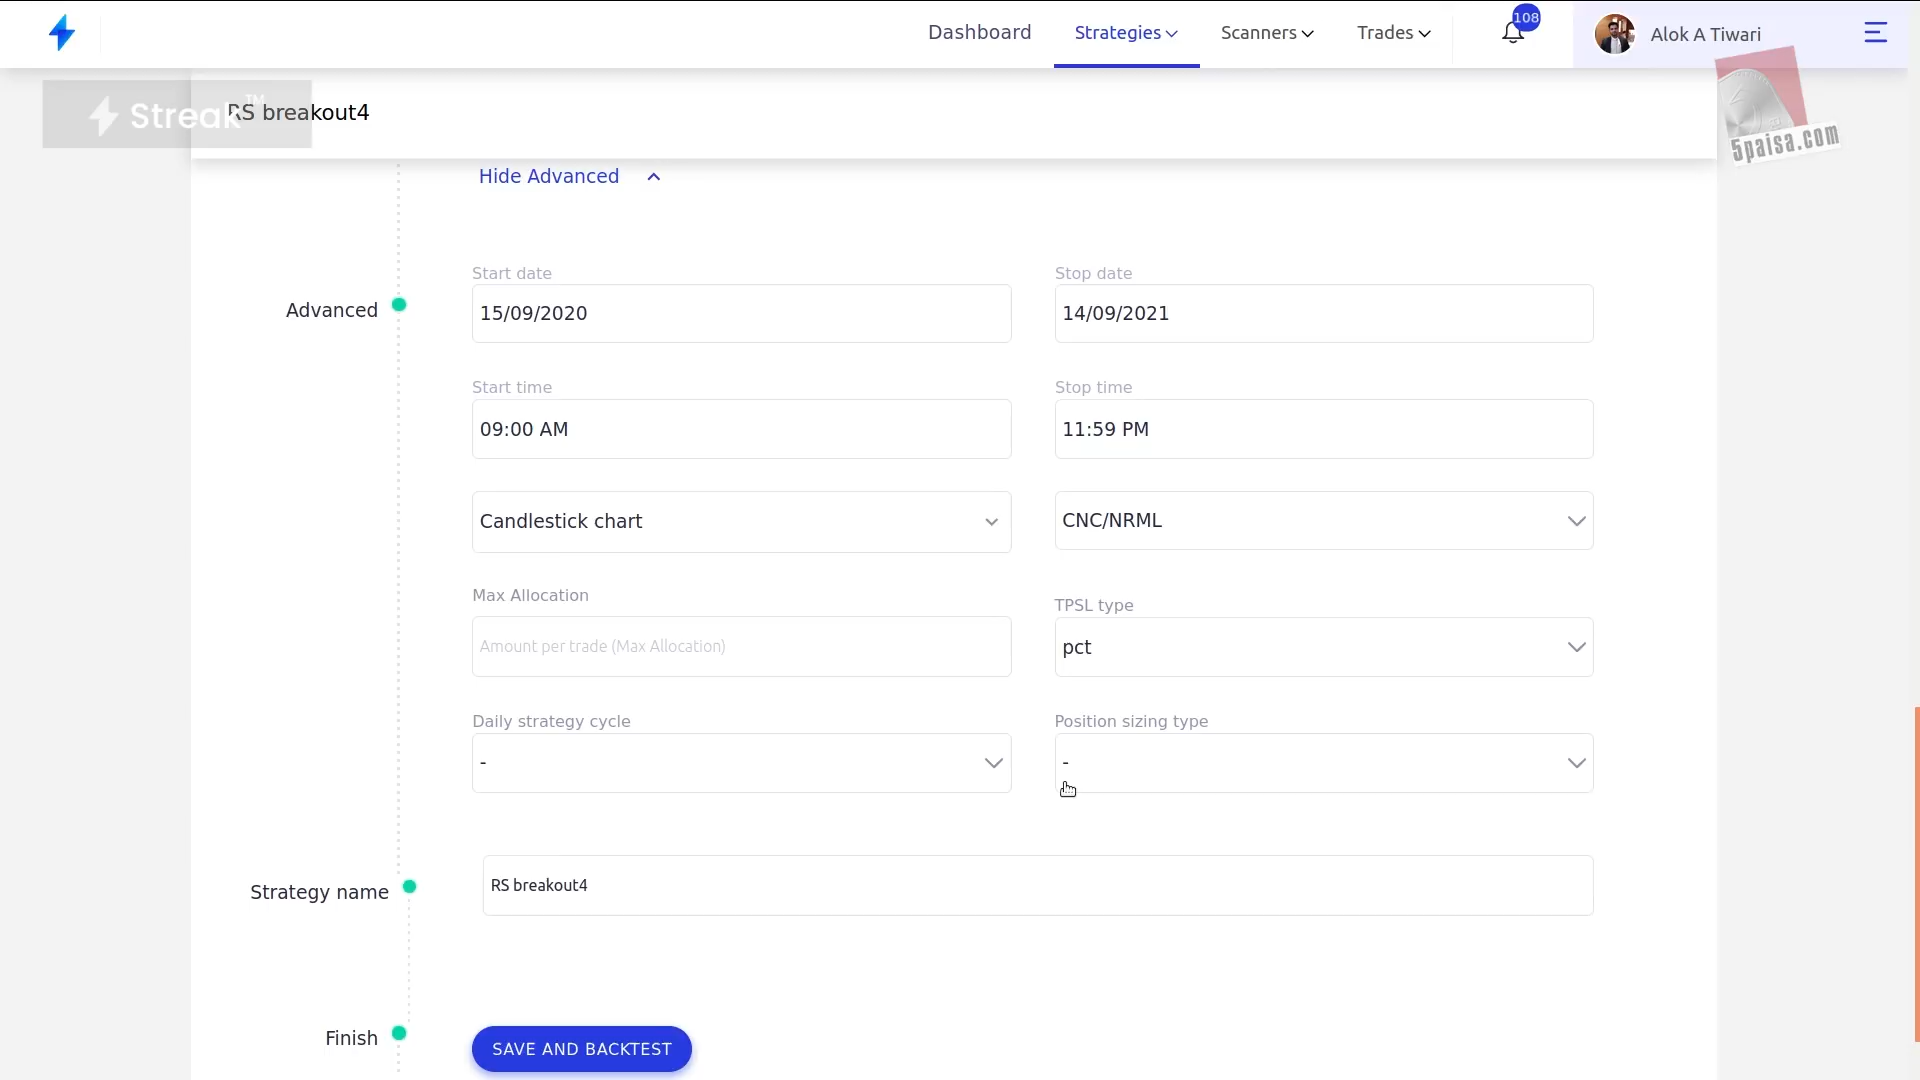 Dashboard Strategies Scanners Trades 108 Alok A Tiwari
Streak™
RS breakout4
5paisa.com
Hide Advanced
Advanced
Start date
15/09/2020
Stop date
14/09/2021
Start time
09:00 AM
Stop time
11:59 PM
Candlestick chart
CNC/NRML
Max Allocation
Amount per trade (Max Allocation)
TPSL type
pct
Daily strategy cycle
-
Position sizing type
-
Strategy name
RS breakout4
Finish
SAVE AND BACKTEST